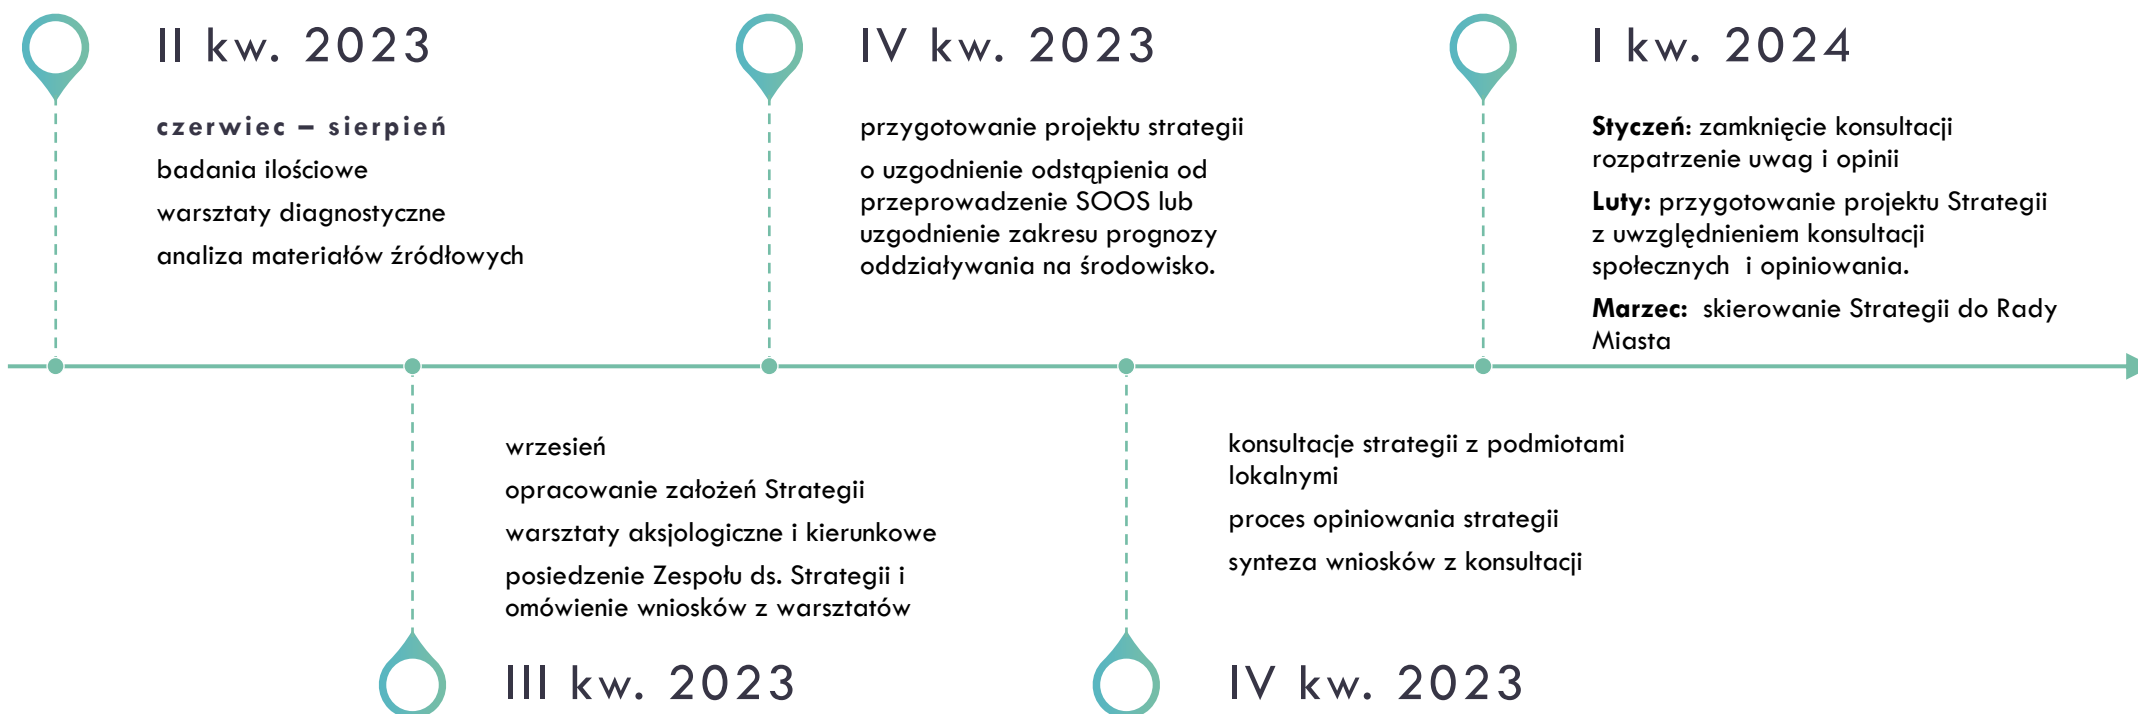 II kw. 2023
czerwiec – sierpień
badania ilościowe
warsztaty diagnostyczne
analiza materiałów źródłowych
wrzesień
opracowanie założeń Strategii
warsztaty aksjologiczne i kierunkowe
posiedzenie Zespołu ds. Strategii i
omówienie wniosków z warsztatów
III kw. 2023
IV kw. 2023
przygotowanie projektu strategii
o uzgodnienie odstąpienia od
przeprowadzenie SOOS lub
uzgodnienie zakresu prognozy
oddziaływania na środowisko.
konsultacje strategii z podmiotami
lokalnymi
proces opiniowania strategii
synteza wniosków z konsultacji
IV kw. 2023
I kw. 2024
Styczeń: zamknięcie konsultacji
rozpatrzenie uwag i opinii
Luty: przygotowanie projektu Strategii
z uwzględnieniem konsultacji
społecznych  i opiniowania.
Marzec:  skierowanie Strategii do Rady
Miasta